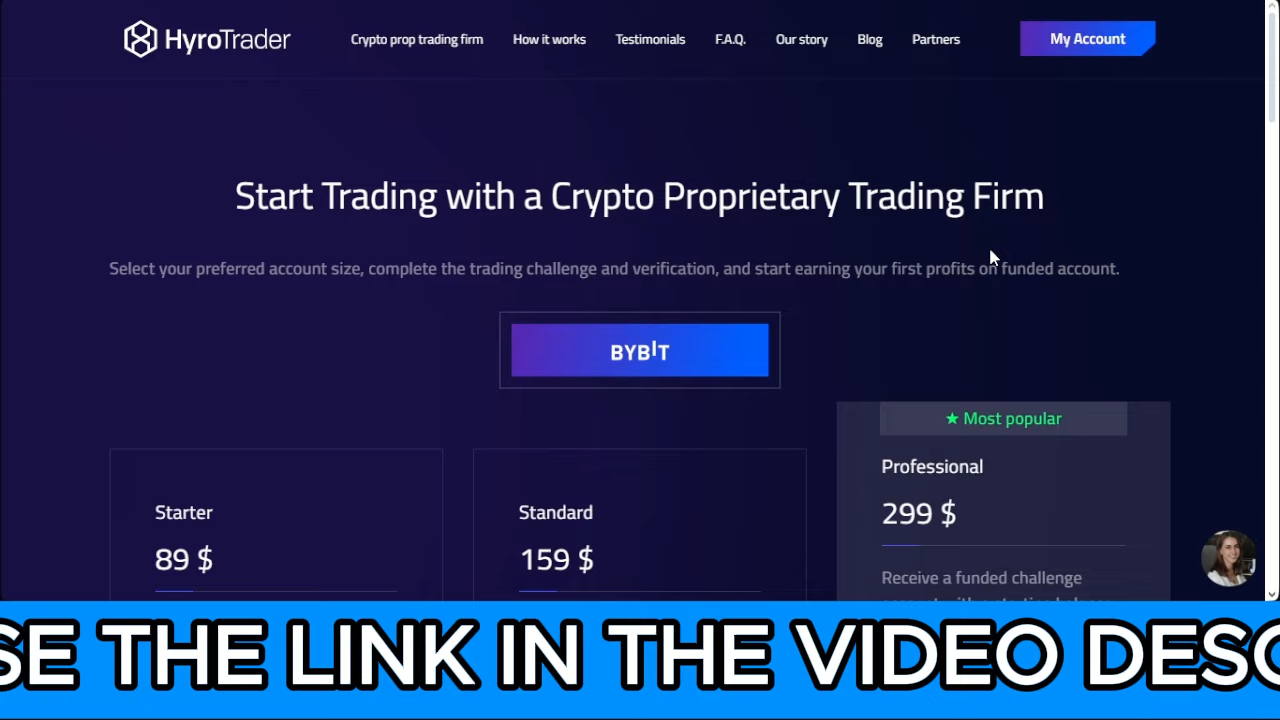 HyroTrader
Crypto prop trading firm How it works Testimonials F.A.Q. Our story Blog Partners My Account
Start Trading with a Crypto Proprietary Trading Firm
Select your preferred account size, complete the trading challenge and verification, and start earning your first profits on funded account.
BYBIT
★ Most popular
Professional
299 $
Starter
Standard
89 $
159 $
Receive a funded challenge
THE LINK IN THE VIDEO